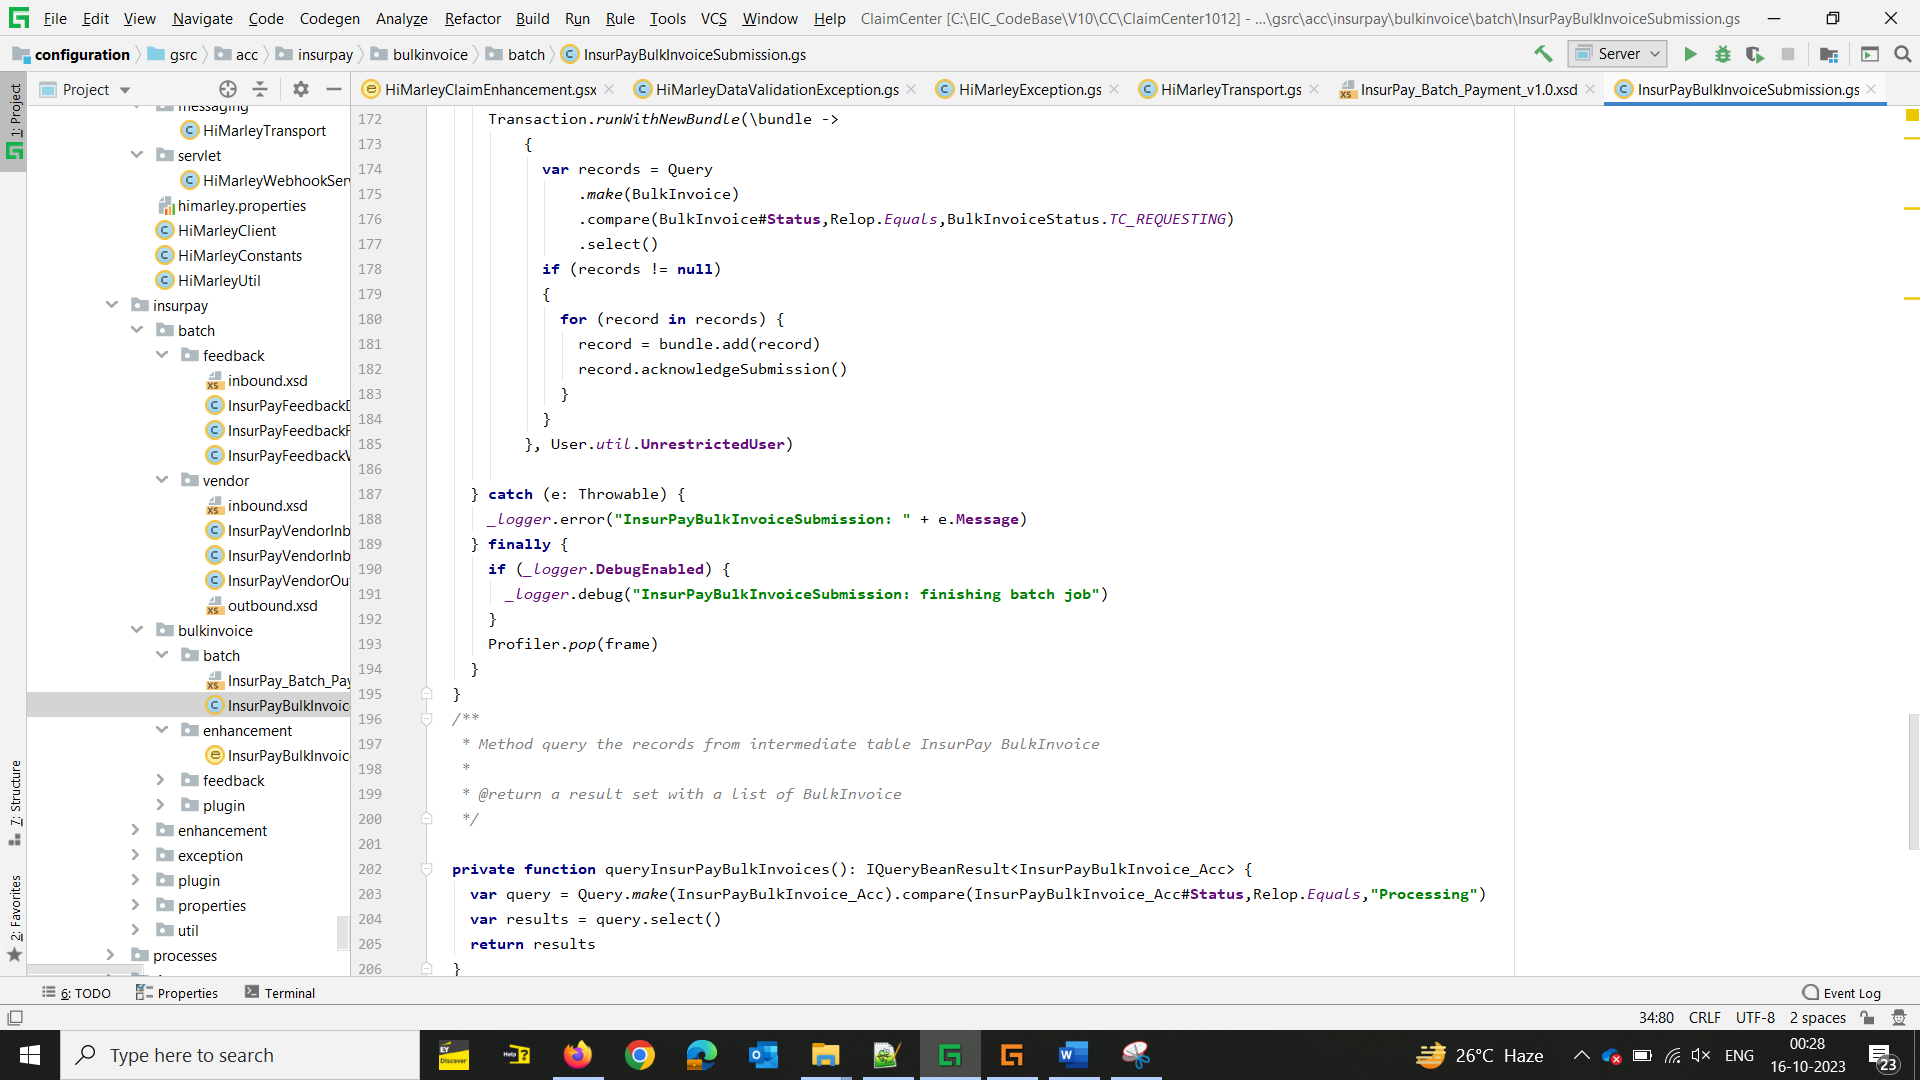 File Edit View Navigate Code Codegen Analyze Refactor Build Run Rule Tools VCS Window Help ClaimCenter [C:\EIC_CodeBase\V10\CC\ClaimCenter1012] - ...\gsrc\acc\insurpay\bulkinvoice\batch\InsurPayBulkInvoiceSubmission.gs
configuration gsrc acc insurpay bulkinvoice batch InsurPayBulkInvoiceSubmission.gs Server
Project HiMarleyClaimEnhancement.gsx HiMarleyDataValidationException.gs HiMarleyException.gs HiMarleyTransport.gs InsurPay_Batch_Payment_v1.0.xsd InsurPayBulkInvoiceSubmission.gs
1: Project
7: Structure
2: Favorites
messaging
HiMarleyTransport
servlet
HiMarleyWebhookSer
himarley.properties
HiMarleyClient
HiMarleyConstants
HiMarleyUtil
insurpay
batch
feedback
inbound.xsd
InsurPayFeedbackD
InsurPayFeedbackF
InsurPayFeedbackV
vendor
inbound.xsd
InsurPayVendorInb
InsurPayVendorInb
InsurPayVendorOu
outbound.xsd
bulkinvoice
batch
InsurPay_Batch_Pay
InsurPayBulkInvoic
enhancement
InsurPayBulkInvoic
feedback
plugin
enhancement
exception
plugin
properties
util
processes
172 Transaction.runWithNewBundle(\bundle ->
173 {
174 var records = Query
175 .make(BulkInvoice)
176 .compare(BulkInvoice#Status,Relop.Equals,BulkInvoiceStatus.TC_REQUESTING)
177 .select()
178 if (records != null)
179 {
180 for (record in records) {
181 record = bundle.add(record)
182 record.acknowledgeSubmission()
183 }
184 }
185 }, User.util.UnrestrictedUser)
186
187 } catch (e: Throwable) {
188 _logger.error("InsurPayBulkInvoiceSubmission: " + e.Message)
189 } finally {
190 if (_logger.DebugEnabled) {
191 _logger.debug("InsurPayBulkInvoiceSubmission: finishing batch job")
192 }
193 Profiler.pop(frame)
194 }
195 }
196 /**
197 * Method query the records from intermediate table InsurPay BulkInvoice
198 *
199 * @return a result set with a list of BulkInvoice
200 */
201
202 private function queryInsurPayBulkInvoices(): IQueryBeanResult<InsurPayBulkInvoice_Acc> {
203 var query = Query.make(InsurPayBulkInvoice_Acc).compare(InsurPayBulkInvoice_Acc#Status,Relop.Equals,"Processing")
204 var results = query.select()
205 return results
206 }
6: TODO Properties Terminal Event Log
34:80 CRLF UTF-8 2 spaces
Type here to search EY Discover Help ? 26°C Haze ENG 00:28
16-10-2023 23